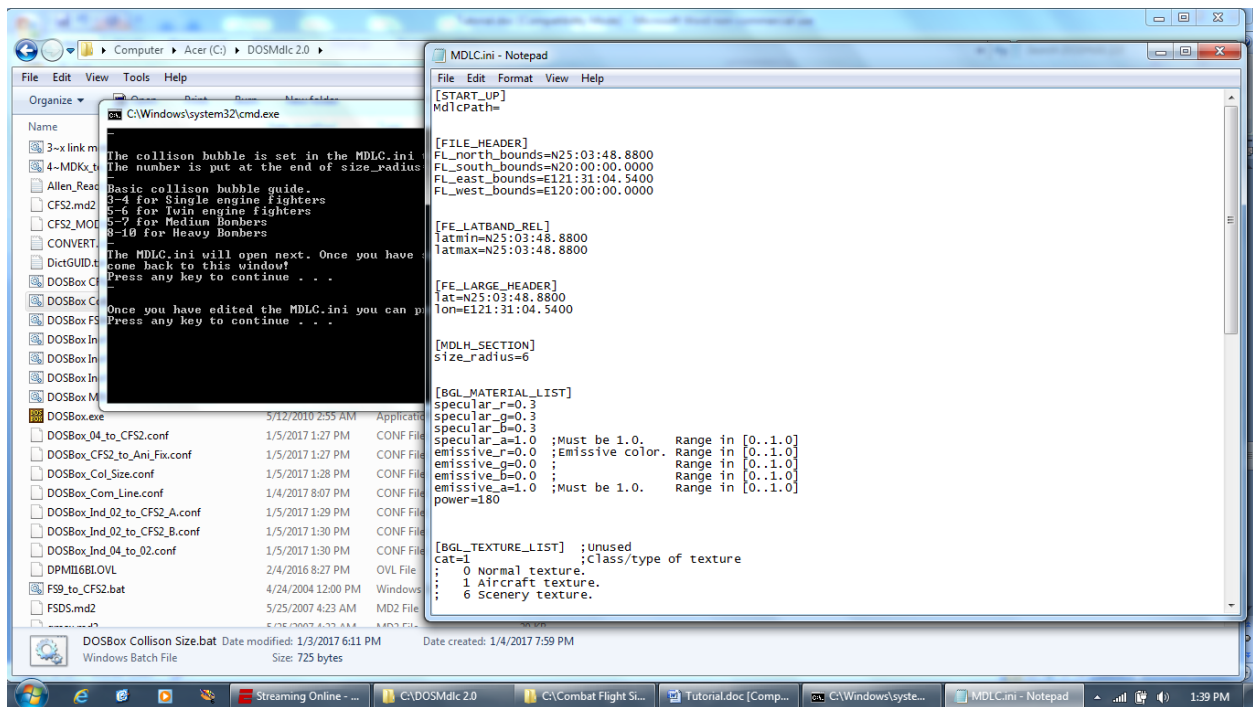 Computer ▸ Acer (C:) ▸ DOSMdlc 2.0 ▸
File Edit View Tools Help
Organize ▾
Name
3~x link m
4~MDKx_t
Allen_Read
CFS2.md2
CFS2_MOD
CONVERT.
DictGUID.t
DOSBox CF
DOSBox Co
DOSBox FS
DOSBox In
DOSBox In
DOSBox In
DOSBox M
DOSBox.exe 5/12/2010 2:55 AM Applicatio
DOSBox_04_to_CFS2.conf 1/5/2017 1:27 PM CONF File
DOSBox_CFS2_to_Ani_Fix.conf 1/5/2017 1:27 PM CONF File
DOSBox_Col_Size.conf 1/5/2017 1:28 PM CONF File
DOSBox_Com_Line.conf 1/4/2017 8:07 PM CONF File
DOSBox_Ind_02_to_CFS2_A.conf 1/5/2017 1:29 PM CONF File
DOSBox_Ind_02_to_CFS2_B.conf 1/5/2017 1:30 PM CONF File
DOSBox_Ind_04_to_02.conf 1/5/2017 1:30 PM CONF File
DPMI16BI.OVL 2/4/2016 8:27 PM OVL File
FS9_to_CFS2.bat 4/24/2004 12:00 PM Windows
FSDS.md2 5/25/2007 4:23 AM MD2 File
C:\Windows\system32\cmd.exe
The collison bubble is set in the MDLC.ini
The number is put at the end of size_radius
Basic collison bubble guide.
3-4 for Single engine fighters
5-6 for Twin engine fighters
5-7 for Medium Bombers
8-10 for Heavy Bombers
The MDLC.ini will open next. Once you have
come back to this window!
Press any key to continue . . .
Once you have edited the MDLC.ini you can p
Press any key to continue . . .
MDLC.ini - Notepad
File Edit Format View Help
[START_UP]
MdlcPath=
[FILE_HEADER]
FL_north_bounds=N25:03:48.8800
FL_south_bounds=N20:00:00.0000
FL_east_bounds=E121:31:04.5400
FL_west_bounds=E120:00:00.0000
[FE_LATBAND_REL]
latmin=N25:03:48.8800
latmax=N25:03:48.8800
[FE_LARGE_HEADER]
lat=N25:03:48.8800
lon=E121:31:04.5400
[MDLH_SECTION]
size_radius=6
[BGL_MATERIAL_LIST]
specular_r=0.3
specular_g=0.3
specular_b=0.3
specular_a=1.0 ;Must be 1.0. Range in [0..1.0]
emissive_r=0.0 ;Emissive color. Range in [0..1.0]
emissive_g=0.0 ; Range in [0..1.0]
emissive_b=0.0 ; Range in [0..1.0]
emissive_a=1.0 ;Must be 1.0. Range in [0..1.0]
power=180
[BGL_TEXTURE_LIST] ;Unused
cat=1 ;Class/type of texture
; 0 Normal texture.
; 1 Aircraft texture.
; 6 Scenery texture.
DOSBox Collison Size.bat Date modified: 1/3/2017 6:11 PM Date created: 1/4/2017 7:59 PM
Windows Batch File Size: 725 bytes
Streaming Online - ... C:\DOSMdlc 2.0 C:\Combat Flight Si... Tutorial.doc [Comp... C:\Windows\syste... MDLC.ini - Notepad 1:39 PM